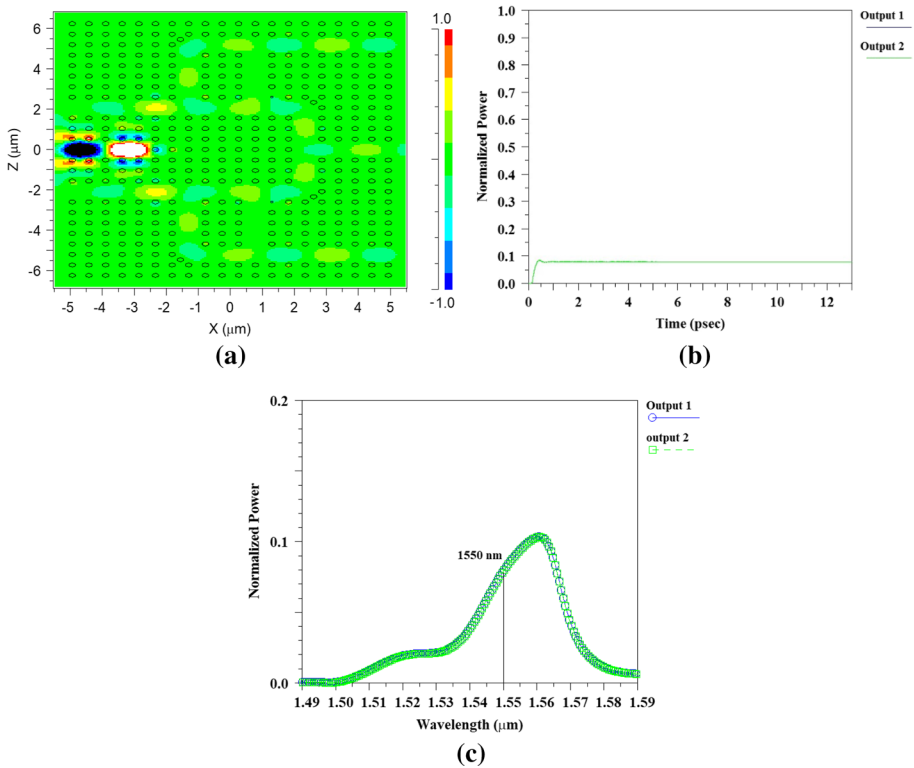 6
4
2
0
-2
-4
-6
Z (μm)
-5 -4 -3 -2 -1 0 1 2 3 4 5
X (μm)
1.0
-1.0
(a)
1.0
0.9
0.8
0.7
0.6
0.5
0.4
0.3
0.2
0.1
0.0
Normalized Power
0 2 4 6 8 10 12
Time (psec)
Output 1
Output 2
(b)
0.2
0.1
0.0
Normalized Power
1550 nm
1.49 1.50 1.51 1.52 1.53 1.54 1.55 1.56 1.57 1.58 1.59
Wavelength (μm)
Output 1
output 2
(c)